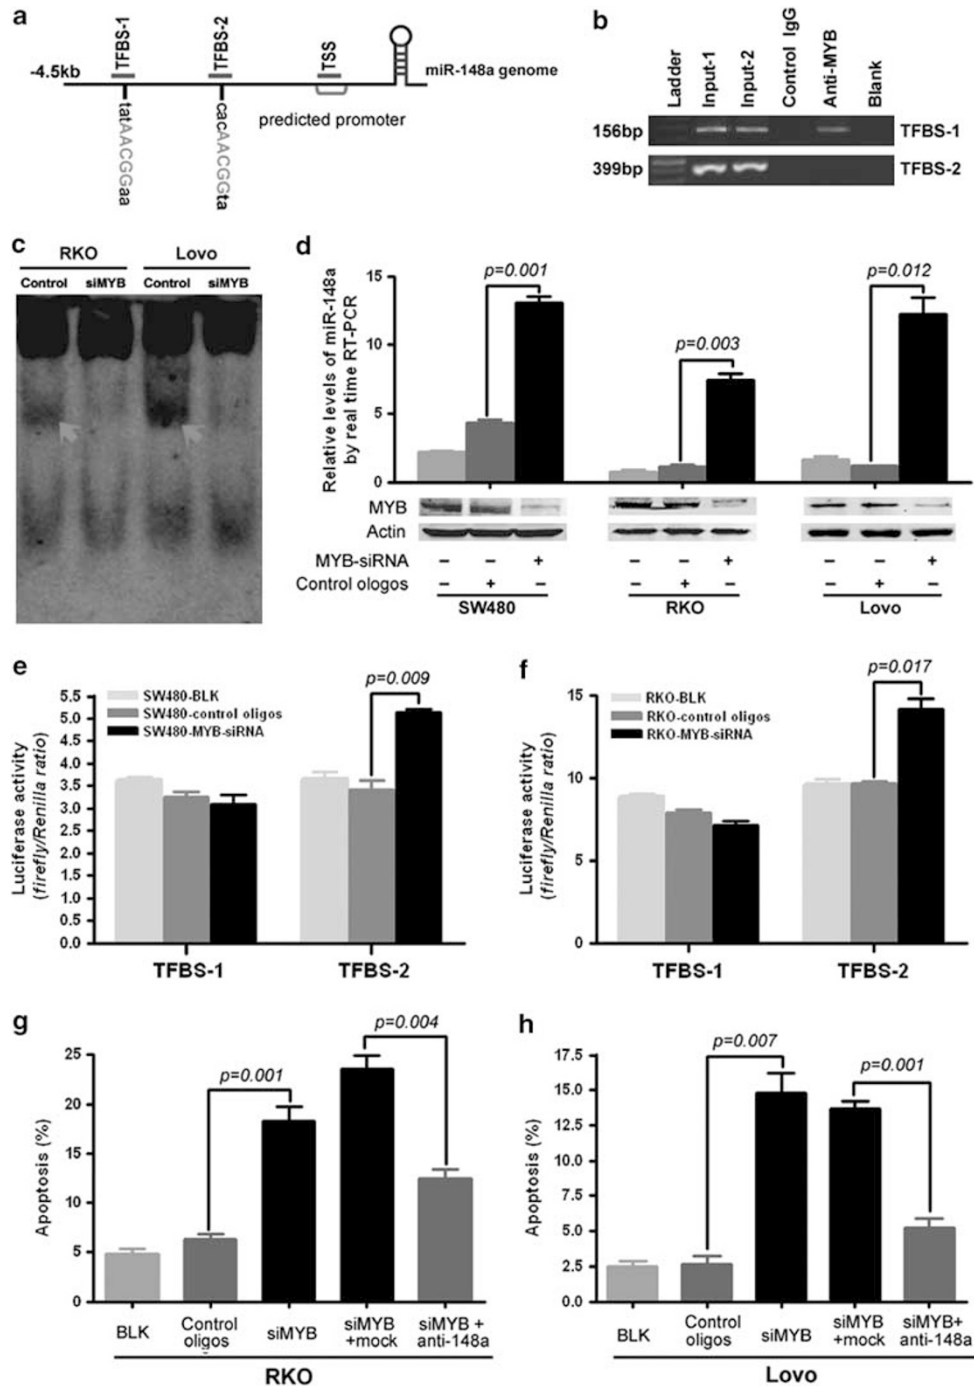 a
TFBS-1
TFBS-2
TSS
-4.5kb
miR-148a genome
predicted promoter
tatAACGGaa
cacAACGGta
b
Ladder
Input-1
Input-2
Control IgG
Anti-MYB
Blank
156bp
TFBS-1
399bp
TFBS-2
c
RKO
Lovo
Control
siMYB
Control
siMYB
d
Relative levels of miR-148a
by real time RT-PCR
15
10
5
0
p=0.001
p=0.003
p=0.012
MYB
Actin
MYB-siRNA
– – + – – + – – +
Control ologos
– + – – + – – + –
SW480
RKO
Lovo
e
Luciferase activity
(firefly/Renilla ratio)
5.5
5.0
4.5
4.0
3.5
3.0
2.5
2.0
1.5
1.0
0.5
0.0
SW480-BLK
SW480-control oligos
SW480-MYB-siRNA
p=0.009
TFBS-1
TFBS-2
f
Luciferase activity
(firefly/Renilla ratio)
15
10
5
0
RKO-BLK
RKO-control oligos
RKO-MYB-siRNA
p=0.017
TFBS-1
TFBS-2
g
Apoptosis (%)
25
20
15
10
5
0
p=0.001
p=0.004
BLK
Control
oligos
siMYB
siMYB
+mock
siMYB +
anti-148a
RKO
h
Apoptosis (%)
17.5
15.0
12.5
10.0
7.5
5.0
2.5
0.0
p=0.007
p=0.001
BLK
Control
oligos
siMYB
siMYB
+mock
siMYB+
anti-148a
Lovo